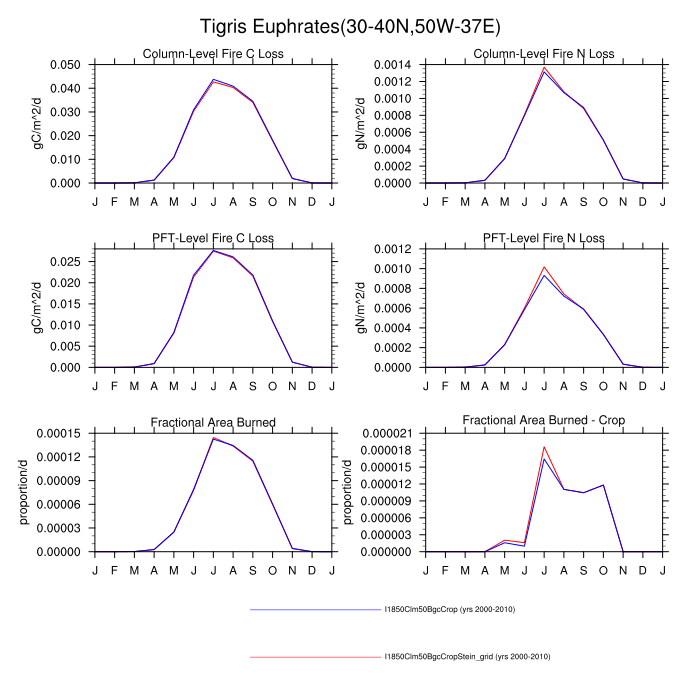 Tigris Euphrates(30-40N,50W-37E)
Column-Level Fire C Loss
gC/m^2/d
0.050
0.040
0.030
0.020
0.010
0.000
J F M A M J J A S O N D J
Column-Level Fire N Loss
gN/m^2/d
0.0014
0.0012
0.0010
0.0008
0.0006
0.0004
0.0002
0.0000
J F M A M J J A S O N D J
PFT-Level Fire C Loss
gC/m^2/d
0.025
0.020
0.015
0.010
0.005
0.000
J F M A M J J A S O N D J
PFT-Level Fire N Loss
gN/m^2/d
0.0012
0.0010
0.0008
0.0006
0.0004
0.0002
0.0000
J F M A M J J A S O N D J
Fractional Area Burned
proportion/d
0.00015
0.00012
0.00009
0.00006
0.00003
0.00000
J F M A M J J A S O N D J
Fractional Area Burned - Crop
proportion/d
0.000021
0.000018
0.000015
0.000012
0.000009
0.000006
0.000003
0.000000
J F M A M J J A S O N D J
I1850Clm50BgcCrop (yrs 2000-2010)
I1850Clm50BgcCropStein_grid (yrs 2000-2010)